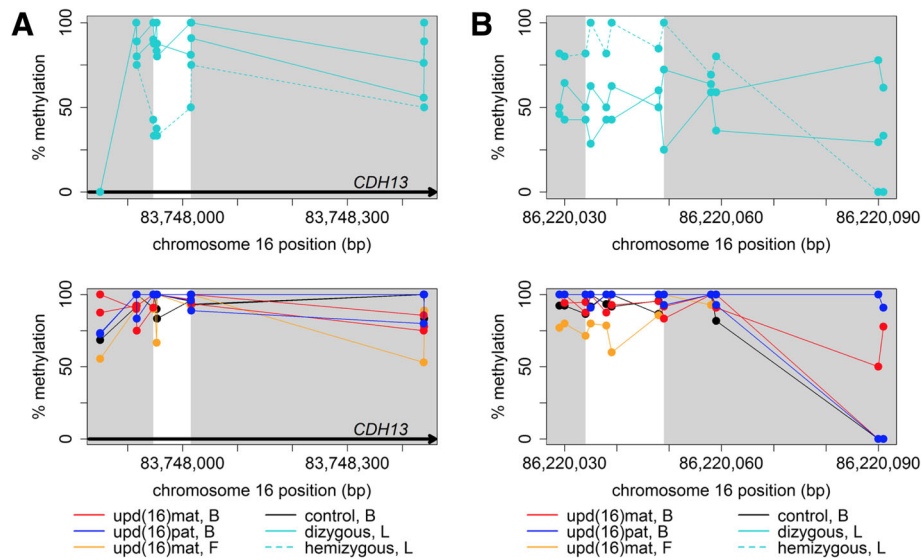 A
% methylation
100
50
0
CDH13
83,748,000
83,748,300
chromosome 16 position (bp)
B
% methylation
100
50
0
86,220,030
86,220,060
86,220,090
chromosome 16 position (bp)
% methylation
100
50
0
CDH13
83,748,000
83,748,300
chromosome 16 position (bp)
% methylation
100
50
0
86,220,030
86,220,060
86,220,090
chromosome 16 position (bp)
upd(16)mat, B
upd(16)pat, B
upd(16)mat, F
control, B
dizygous, L
hemizygous, L
upd(16)mat, B
upd(16)pat, B
upd(16)mat, F
control, B
dizygous, L
hemizygous, L